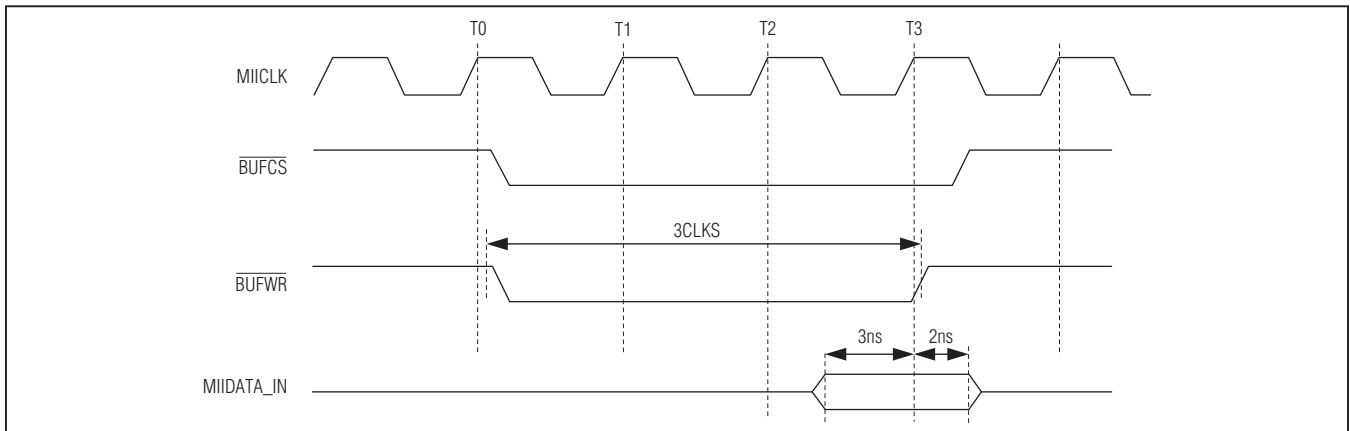 T0 T1 T2 T3
MIICLK
BUFCS
3CLKS
BUFWR
3ns 2ns
MIIDATA_IN